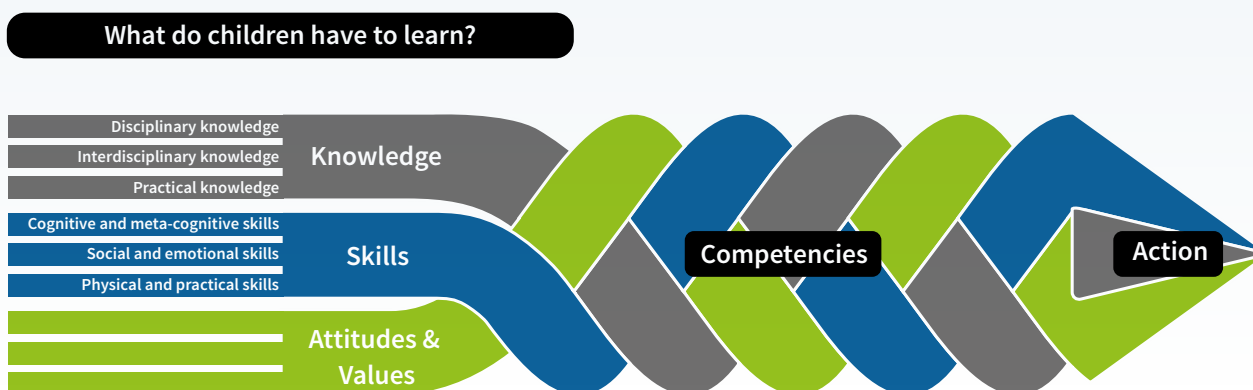 What do children have to learn?
Disciplinary knowledge
Interdisciplinary knowledge
Practical knowledge
Knowledge
Cognitive and meta-cognitive skills
Social and emotional skills
Physical and practical skills
Skills
Attitudes &
Values
Competencies
Action